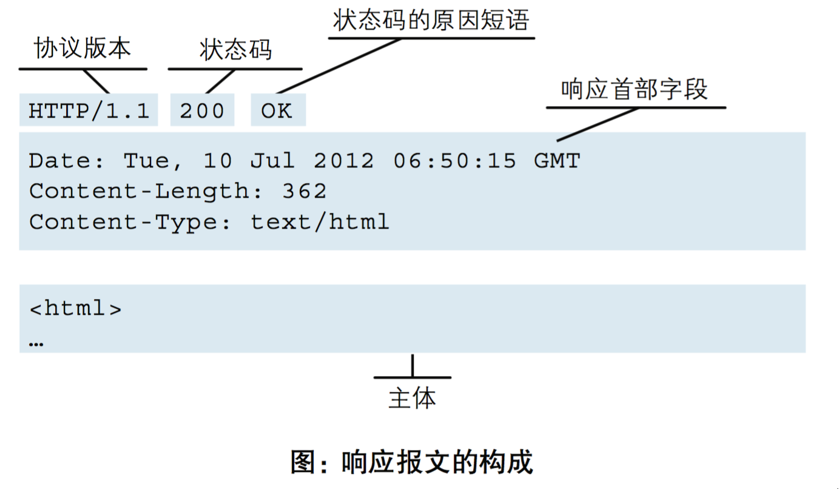 状态码的原因短语
协议版本 状态码
响应首部字段
HTTP/1.1 200 OK
Date: Tue, 10 Jul 2012 06:50:15 GMT
Content-Length: 362
Content-Type: text/html
<html>
…
主体
图：响应报文的构成